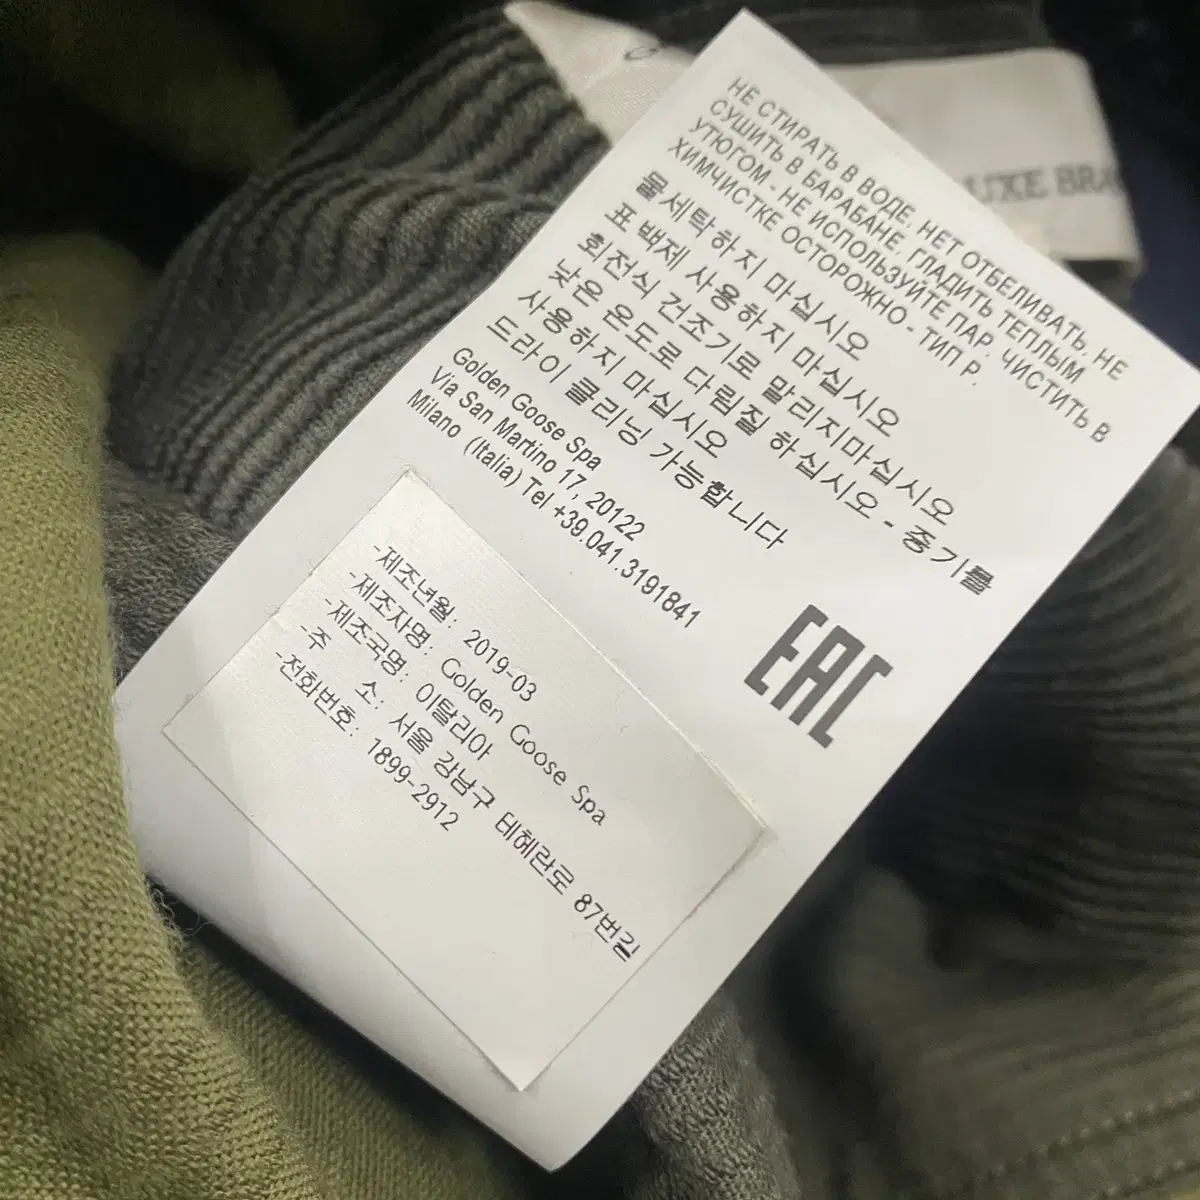 UXE BRA
НЕ СТИРАТЬ В ВОДЕ, НЕТ ОТБЕЛИВАТЬ, НЕ
СУШИТЬ В БАРАБАНЕ, ГЛАДИТЬ ТЕПЛЫМ
УТЮГОМ - НЕ ИСПОЛЬЗУЙТЕ ПАР, ЧИСТИТЬ В
ХИМЧИСТКЕ ОСТОРОЖНО - ТИП P.
물세탁하지 마십시오
표백제 사용하지 마십시오
회전식 건조기로 말리지마십시오
낮은 온도로 다림질 하십시오 - 증기를
사용하지 마십시오
드라이 클리닝 가능합니다
Golden Goose Spa
Via San Martino 17, 20122
Milano (Italia) Tel +39.041.3191841
EAC
-제조년월: 2019-03
-제조자명: Golden Goose Spa
-제조국명: 이탈리아
-주 소: 서울 강남구 테헤란로 87번길
-전화번호: 1899-2912